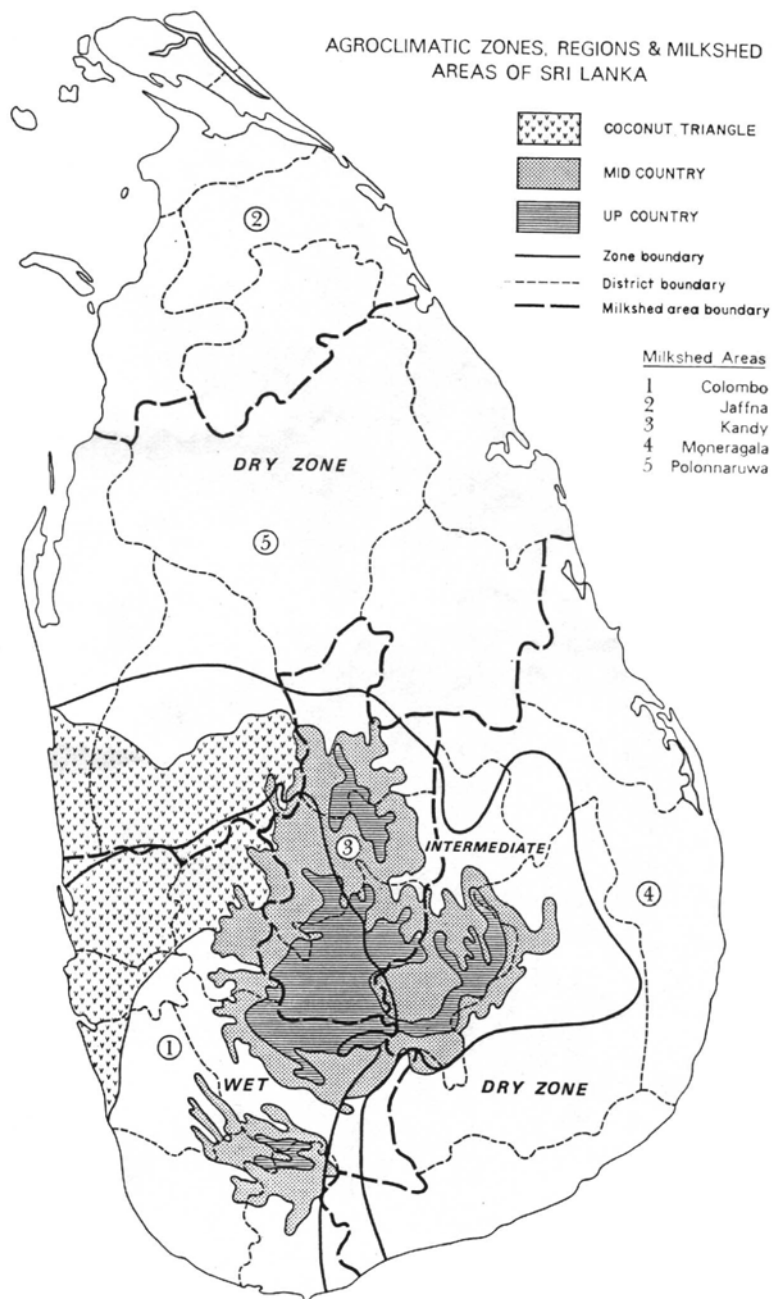 AGROCLIMATIC ZONES, REGIONS & MILKSHED
AREAS OF SRI LANKA
COCONUT TRIANGLE
MID COUNTRY
UP COUNTRY
Zone boundary
District boundary
Milkshed area boundary
Milkshed Areas
1 Colombo
2 Jaffna
3 Kandy
4 Moneragala
5 Polonnaruwa
2
DRY ZONE
5
3
INTERMEDIATE
4
1
WET
DRY ZONE